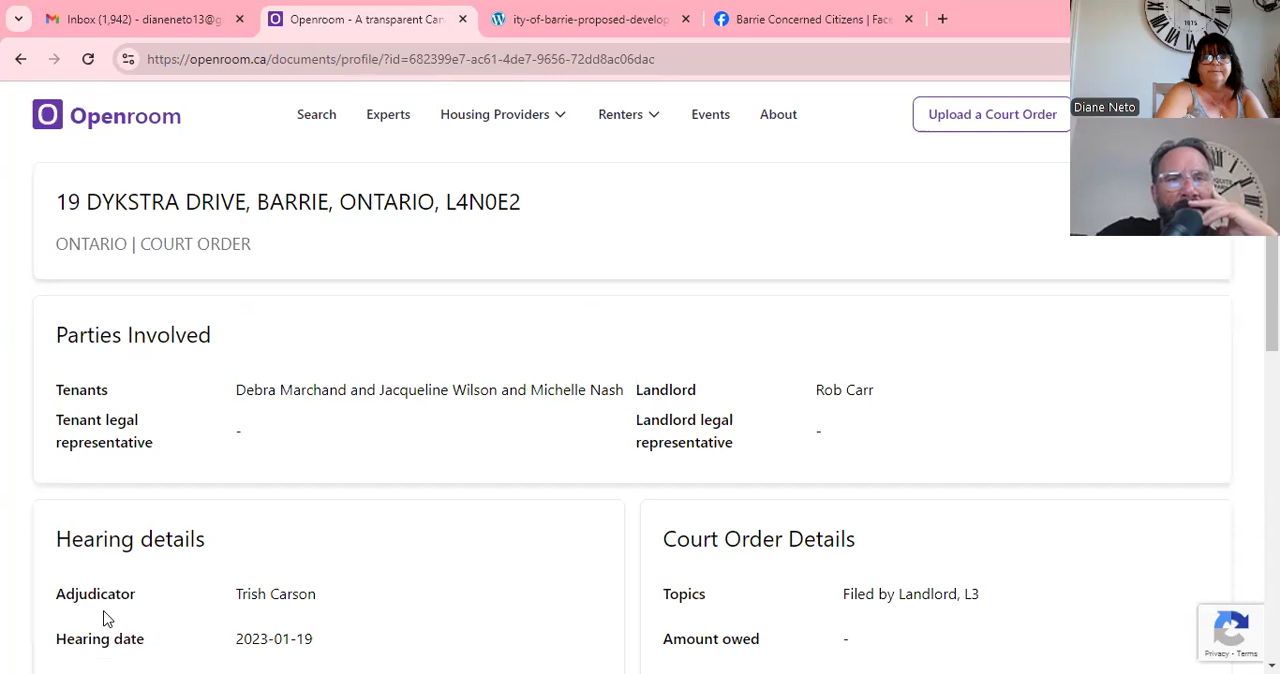 Inbox (1,942) - dianeneto13@g
Openroom - A transparent Can
ity-of-barrie-proposed-develop
Barrie Concerned Citizens | Fac
https://openroom.ca/documents/profile/?id=682399e7-ac61-4de7-9656-72dd8ac06dac
Diane Neto
Openroom
Search
Experts
Housing Providers
Renters
Events
About
Upload a Court Order
19 DYKSTRA DRIVE, BARRIE, ONTARIO, L4N0E2
ONTARIO | COURT ORDER
Parties Involved
Tenants Debra Marchand and Jacqueline Wilson and Michelle Nash Landlord Rob Carr
Tenant legal representative - Landlord legal representative -
Hearing details
Adjudicator Trish Carson
Hearing date 2023-01-19
Court Order Details
Topics Filed by Landlord, L3
Amount owed -
Privacy - Terms